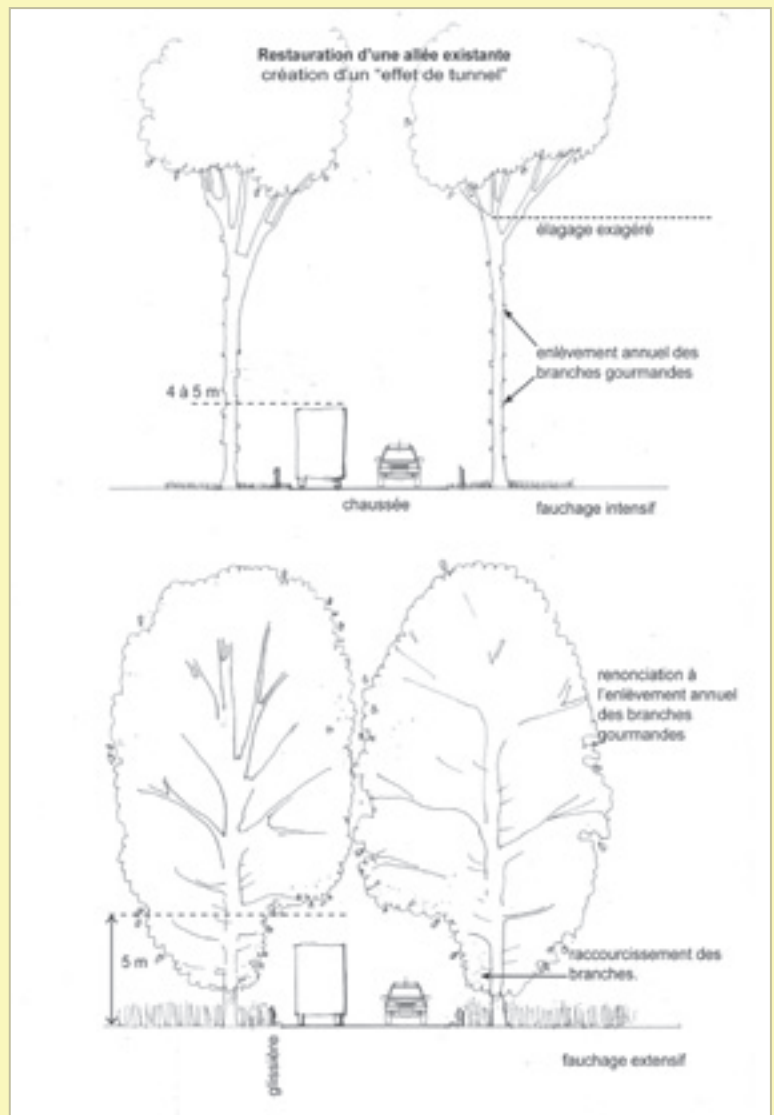 Restauration d'une allée existante
création d'un "effet de tunnel"
élagage exagéré
enlèvement annuel des
branches gourmandes
4 à 5 m
chaussée
fauchage intensif
renonciation à
l'enlèvement annuel
des branches
gourmandes
5 m
raccourcissement des
branches.
glissière
fauchage extensif